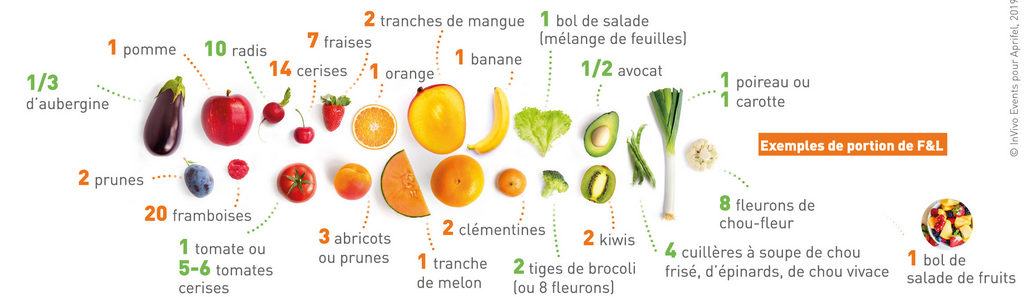 2 tranches de mangue
1 bol de salade
(mélange de feuilles)
7 fraises
1 pomme
10 radis
14 cerises
1 orange
1 banane
1/2 avocat
1/3
d'aubergine
1 poireau ou
1 carotte
Exemples de portion de F&L
2 prunes
20 framboises
1 tomate ou
5-6 tomates
cerises
3 abricots
ou prunes
1 tranche
de melon
2 clémentines
2 tiges de brocoli
(ou 8 fleurons)
2 kiwis
4 cuillères à soupe de chou
frisé, d'épinards, de chou vivace
8 fleurons de
chou-fleur
1 bol de
salade de fruits
© InVivo Events pour Aprifel, 2019